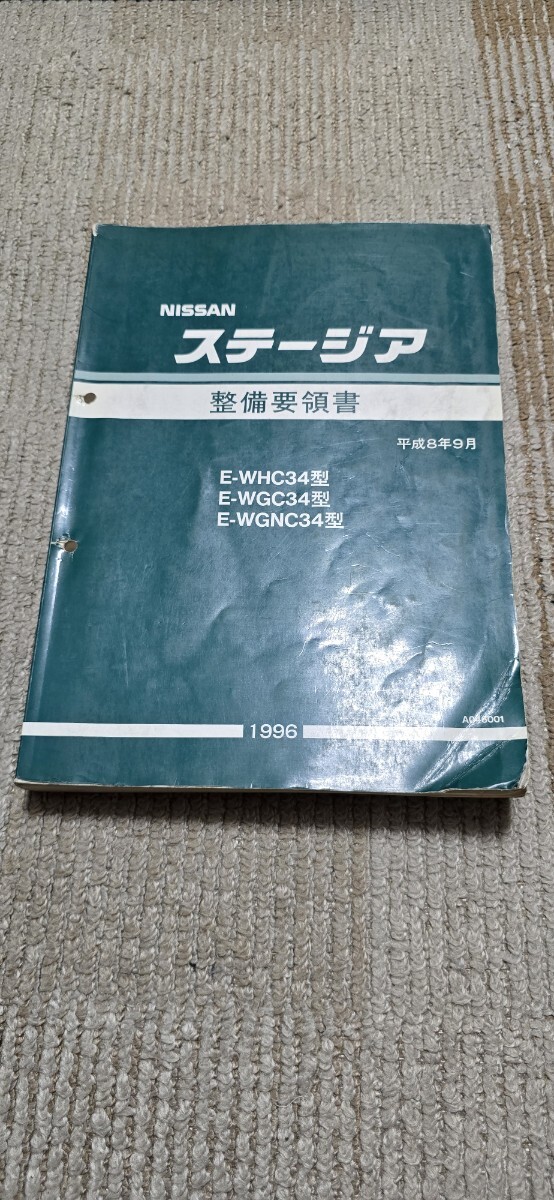 NISSAN
ステージア
整備要領書
平成8年9月
E-WHC34型
E-WGC34型
E-WGNC34型
A046001
1996